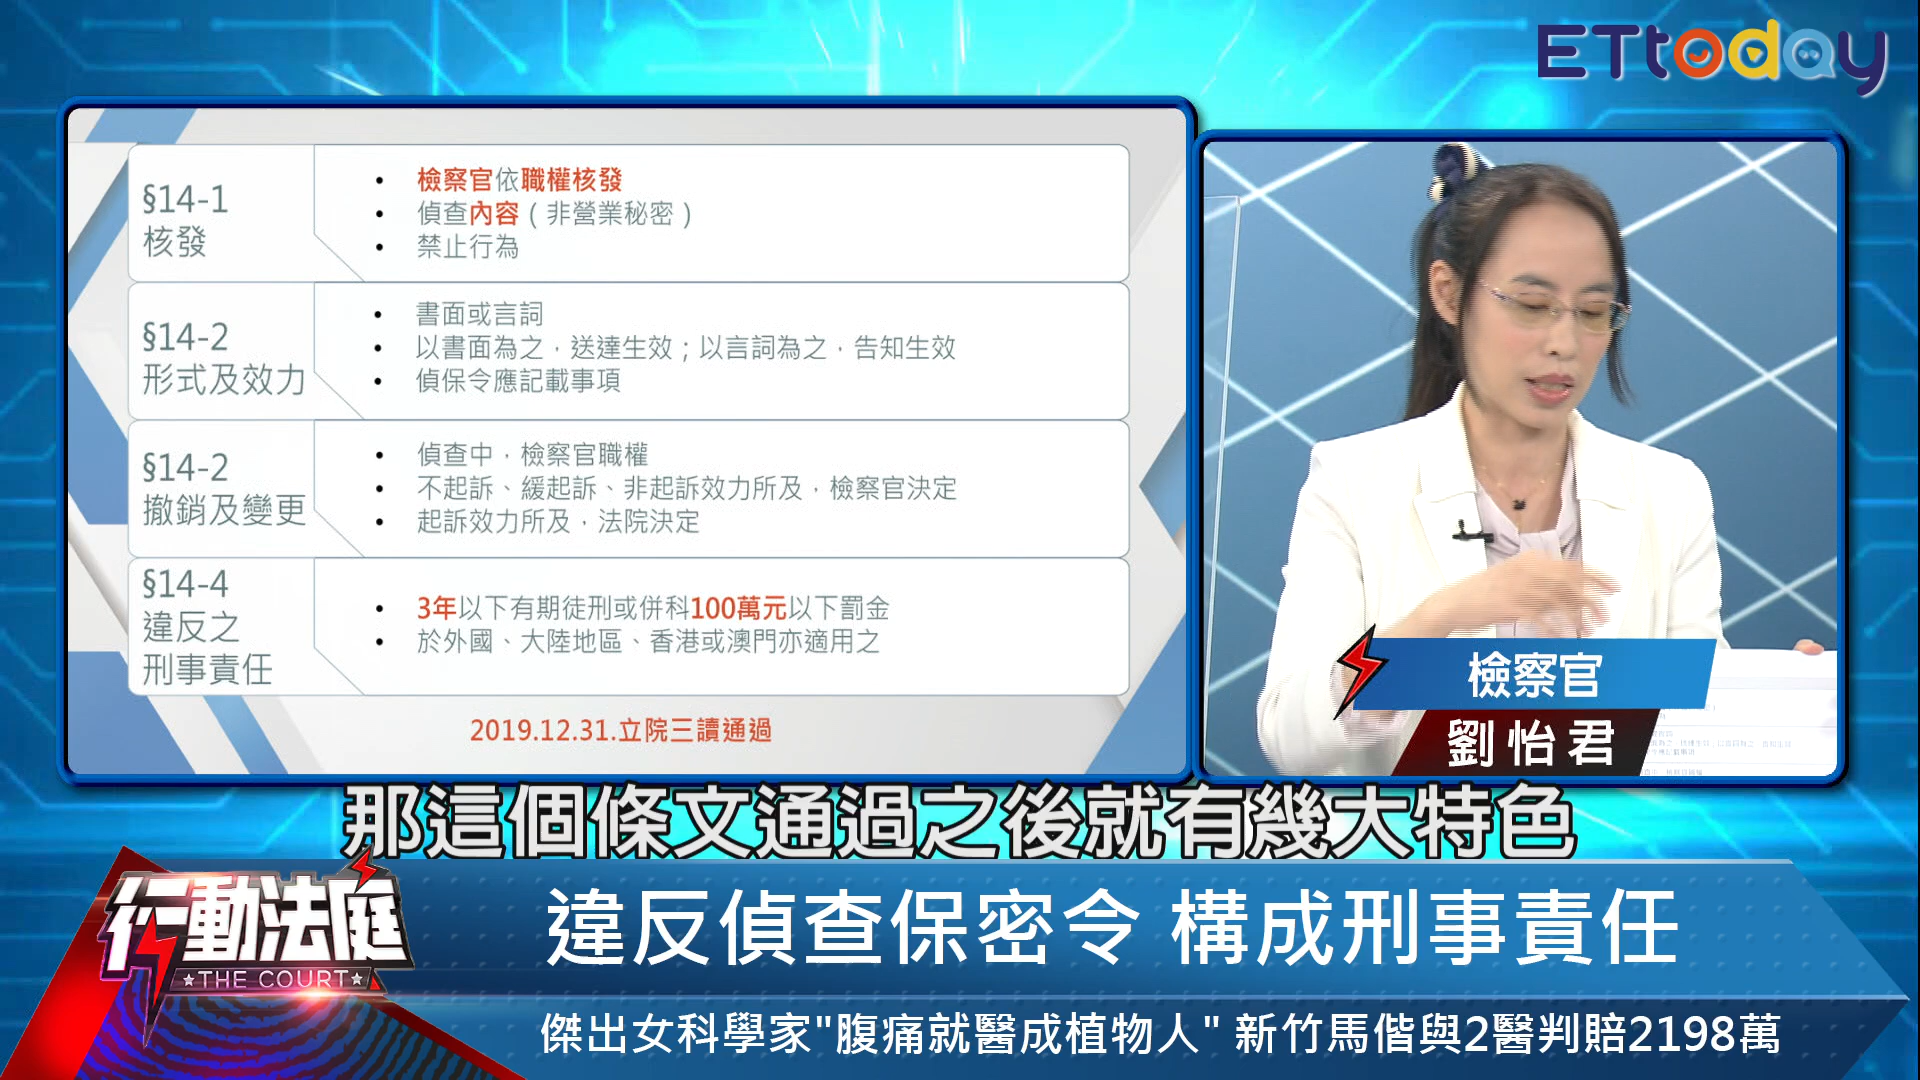 ETtoday
§14-1
核發
• 檢察官依職權核發
• 偵查內容（非營業秘密）
• 禁止行為
§14-2
形式及效力
• 書面或言詞
• 以書面為之，送達生效；以言詞為之，告知生效
• 偵保令應記載事項
§14-2
撤銷及變更
• 偵查中，檢察官職權
• 不起訴、緩起訴、非起訴效力所及，檢察官決定
• 起訴效力所及，法院決定
§14-4
違反之
刑事責任
• 3年以下有期徒刑或併科100萬元以下罰金
• 於外國、大陸地區、香港或澳門亦適用之
2019.12.31.立院三讀通過
檢察官
劉怡君
那這個條文通過之後就有幾大特色
行動法庭
THE COURT
違反偵查保密令 構成刑事責任
傑出女科學家"腹痛就醫成植物人" 新竹馬偕與2醫判賠2198萬